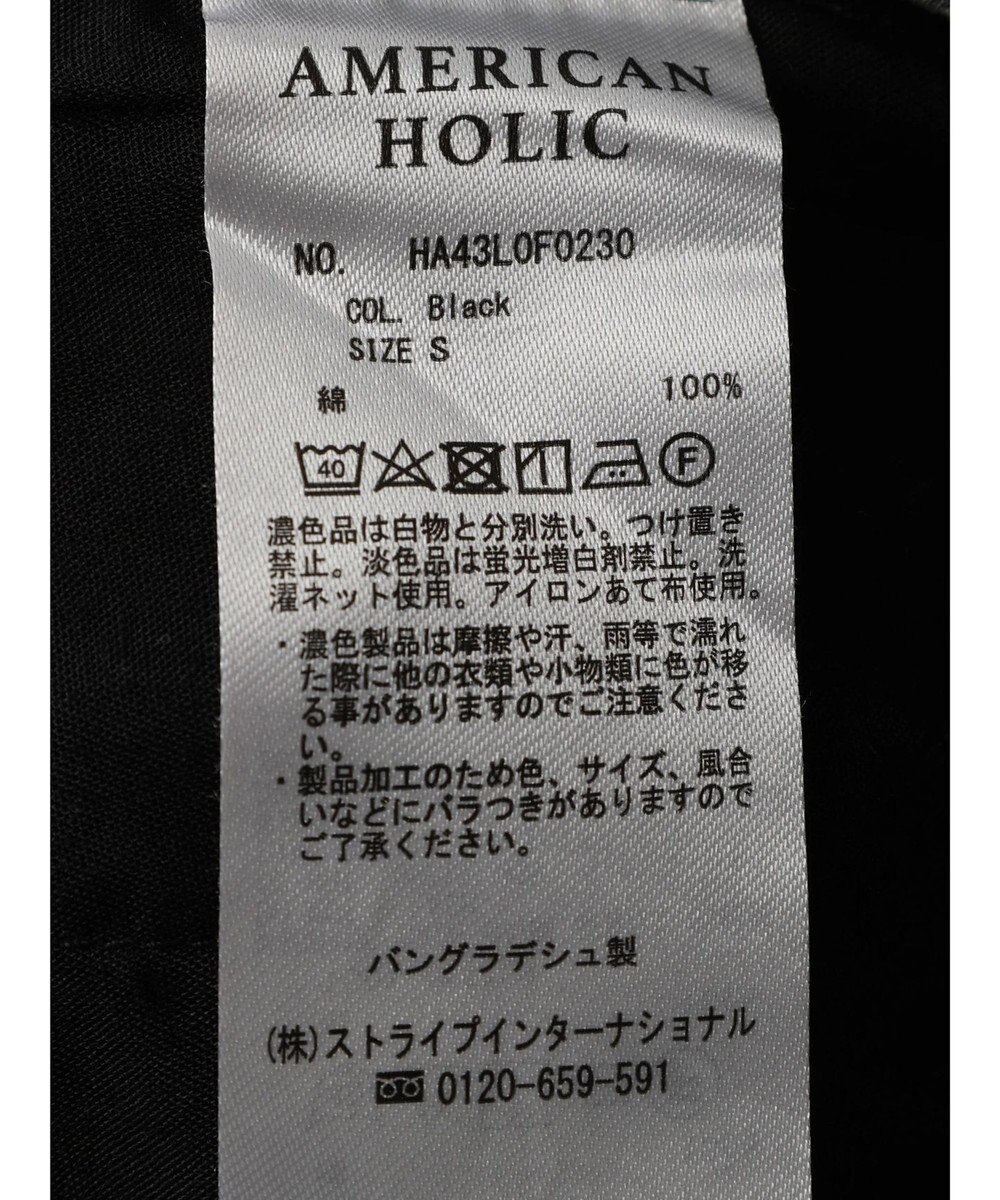 AMERICAN
HOLIC
NO. HA43L0F0230
COL. Black
SIZE S
綿 100%
40 F
濃色品は白物と分別洗い。つけ置き
禁止。淡色品は蛍光増白剤禁止。洗
濯ネット使用。アイロンあて布使用。
・濃色製品は摩擦や汗、雨等で濡れ
た際に他の衣類や小物類に色が移
る事がありますのでご注意くださ
い。
・製品加工のため色、サイズ、風合
いなどにバラつきがありますので
ご了承ください。
バングラデシュ製
(株)ストライプインターナショナル
0120-659-591